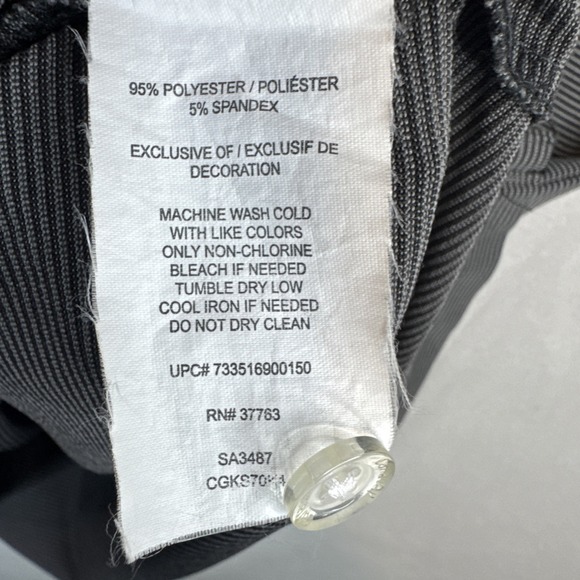 95% POLYESTER / POLIÉSTER
5% SPANDEX
EXCLUSIVE OF / EXCLUSIF DE
DECORATION
MACHINE WASH COLD
WITH LIKE COLORS
ONLY NON-CHLORINE
BLEACH IF NEEDED
TUMBLE DRY LOW
COOL IRON IF NEEDED
DO NOT DRY CLEAN
UPC# 733516900150
RN# 37763
SA3487